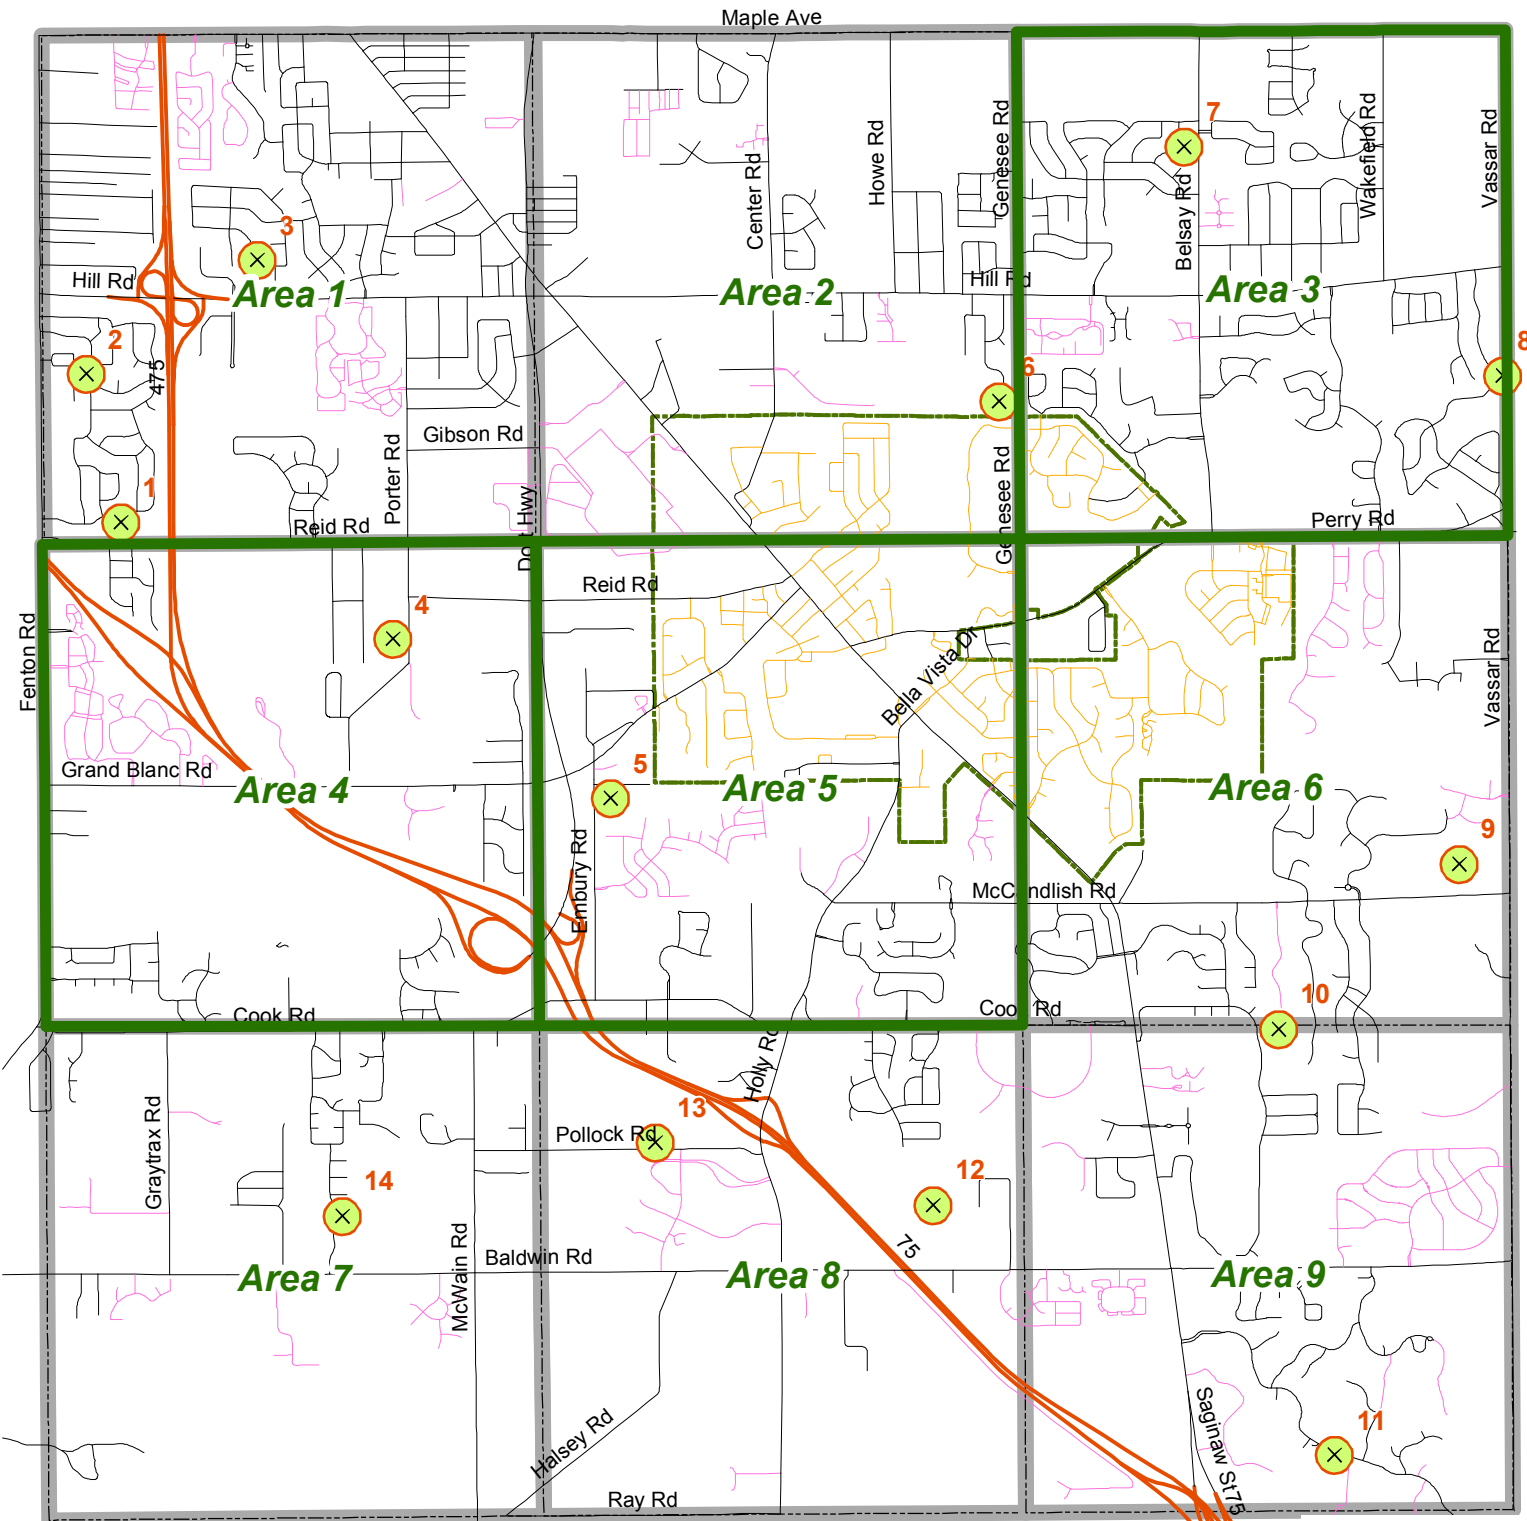 Maple Ave
7
Genesee Rd
Howe Rd
Wakefield Rd
Vassar Rd
Center Rd
Belsay Rd
3
Hill Rd
Area 1
Area 2
Hill Rd
Area 3
2
475
6
8
Gibson Rd
Porter Rd
1
Reid Rd
Dort Hwy
Genesee Rd
Perry Rd
Reid Rd
4
Fenton Rd
Bella Vista Dr
Vassar Rd
Grand Blanc Rd
Area 4
5
Area 5
Area 6
9
Embury Rd
McCandlish Rd
10
Cook Rd
Cook Rd
Holly Rd
13
Graytrax Rd
Pollock Rd
14
12
McWain Rd
Baldwin Rd
75
Area 7
Area 8
Area 9
11
Halsey Rd
Saginaw St
75
Ray Rd